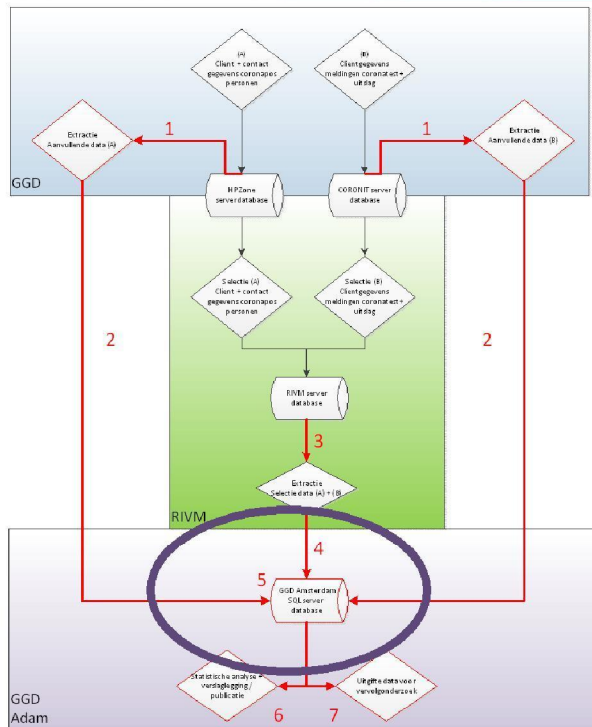 (A)
Client + contact
gegevens coronapos
personen
(B)
Clientgegevens
meldingen coronatest+
uitslag
Extractie
Aanvullende data (A)
1
1
Extractie
Aanvullende data (B)
HPZone
server database
CORONIT server
database
GGD
Selectie (A)
Client + contact
gegevens coronapos
personen
Selectie (B)
Clientgegevens
meldingen coronatest+
uitslag
2
2
RIVM server
database
3
Extractie
Selectie data (A) + (B)
RIVM
4
5
GGD Amsterdam
SQL server
database
Statistische analyse +
verslaglegging /
publicatie
Uitgifte data voor
vervolgonderzoek
6
7
GGD
Adam